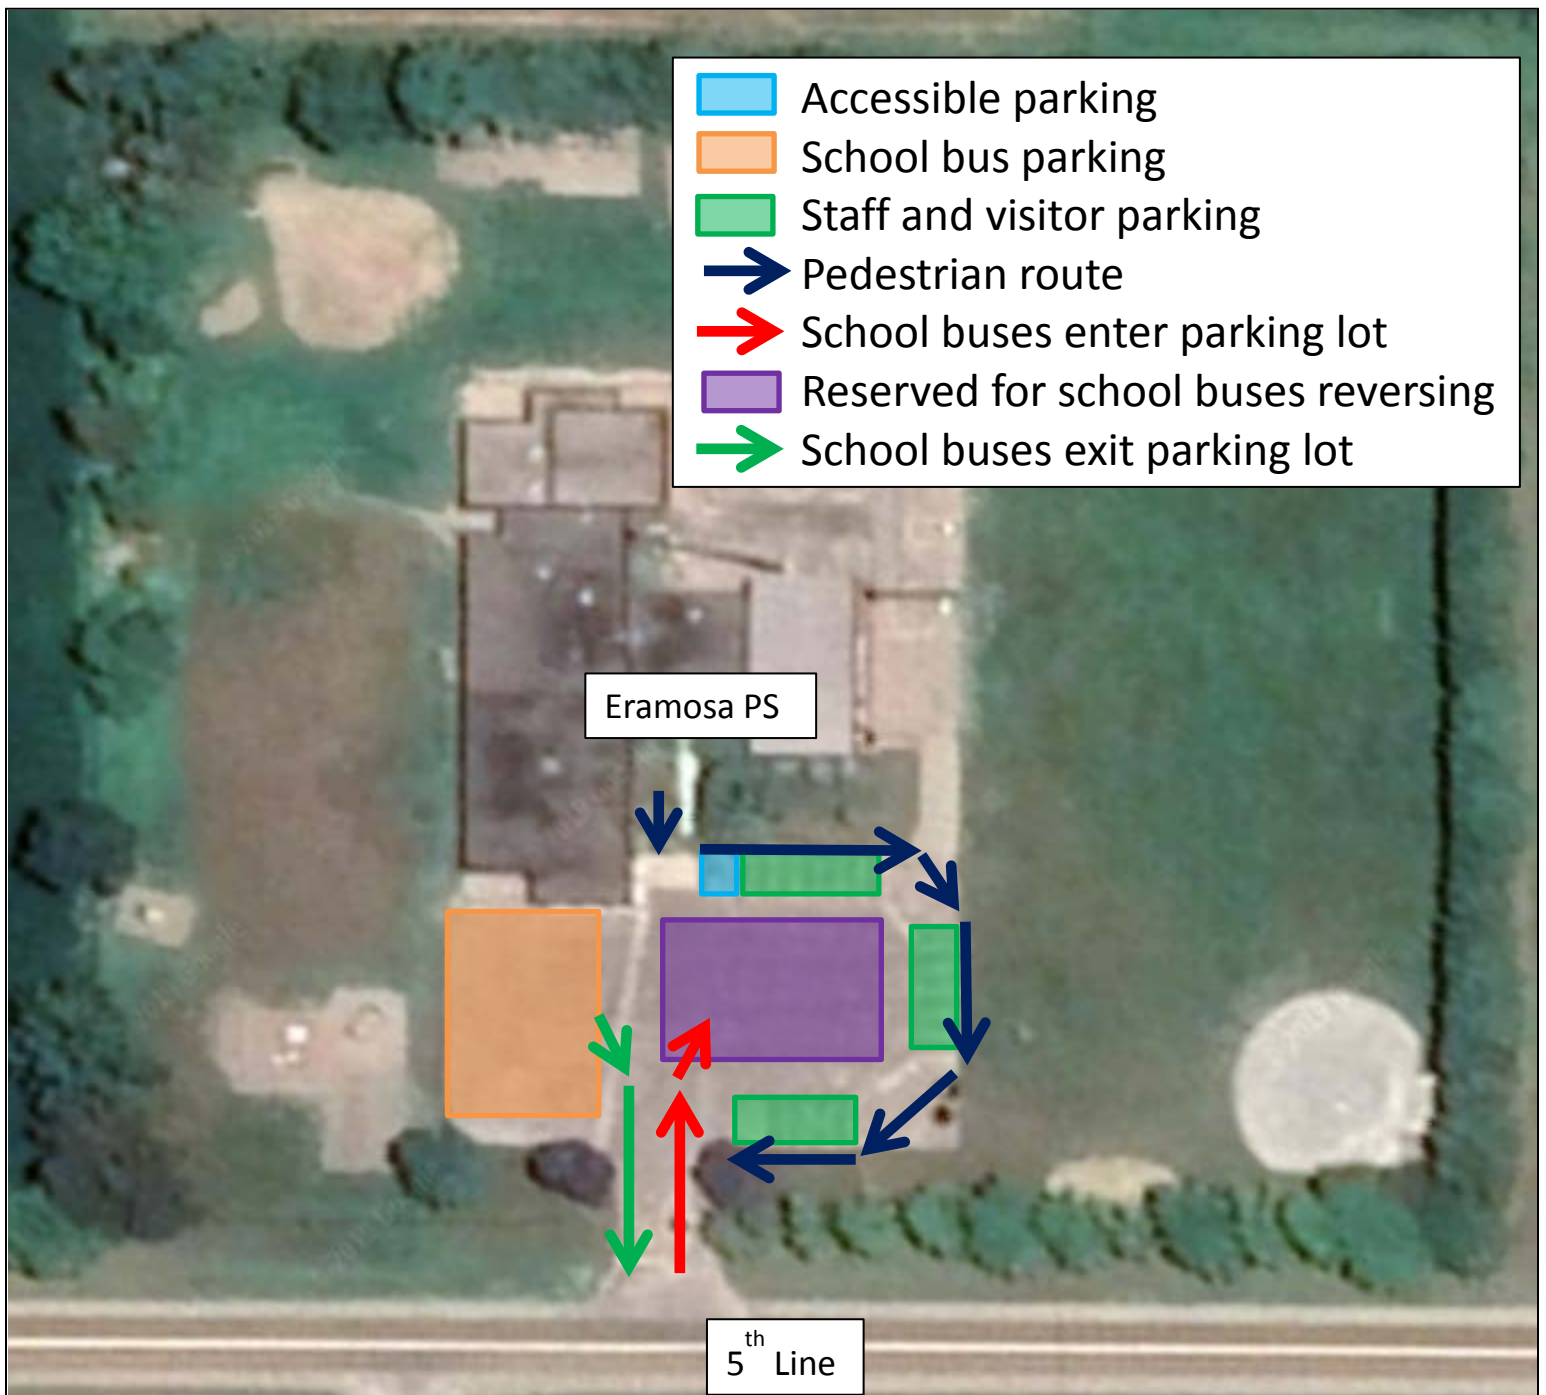 Accessible parking
School bus parking
Staff and visitor parking
Pedestrian route
School buses enter parking lot
Reserved for school buses reversing
School buses exit parking lot
Eramosa PS
5th Line